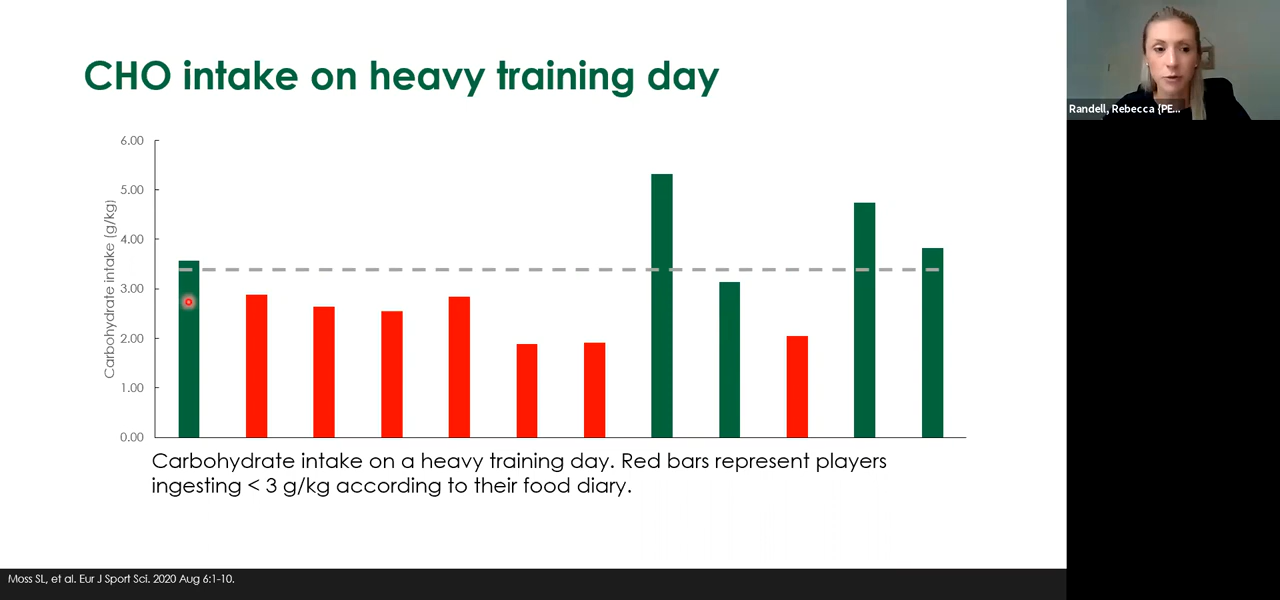 CHO intake on heavy training day
Randell, Rebecca {PE...
6.00
5.00
4.00
3.00
2.00
1.00
0.00
Carbohydrate intake (g/kg)
Carbohydrate intake on a heavy training day. Red bars represent players
ingesting < 3 g/kg according to their food diary.
Moss SL, et al. Eur J Sport Sci. 2020 Aug 6:1-10.